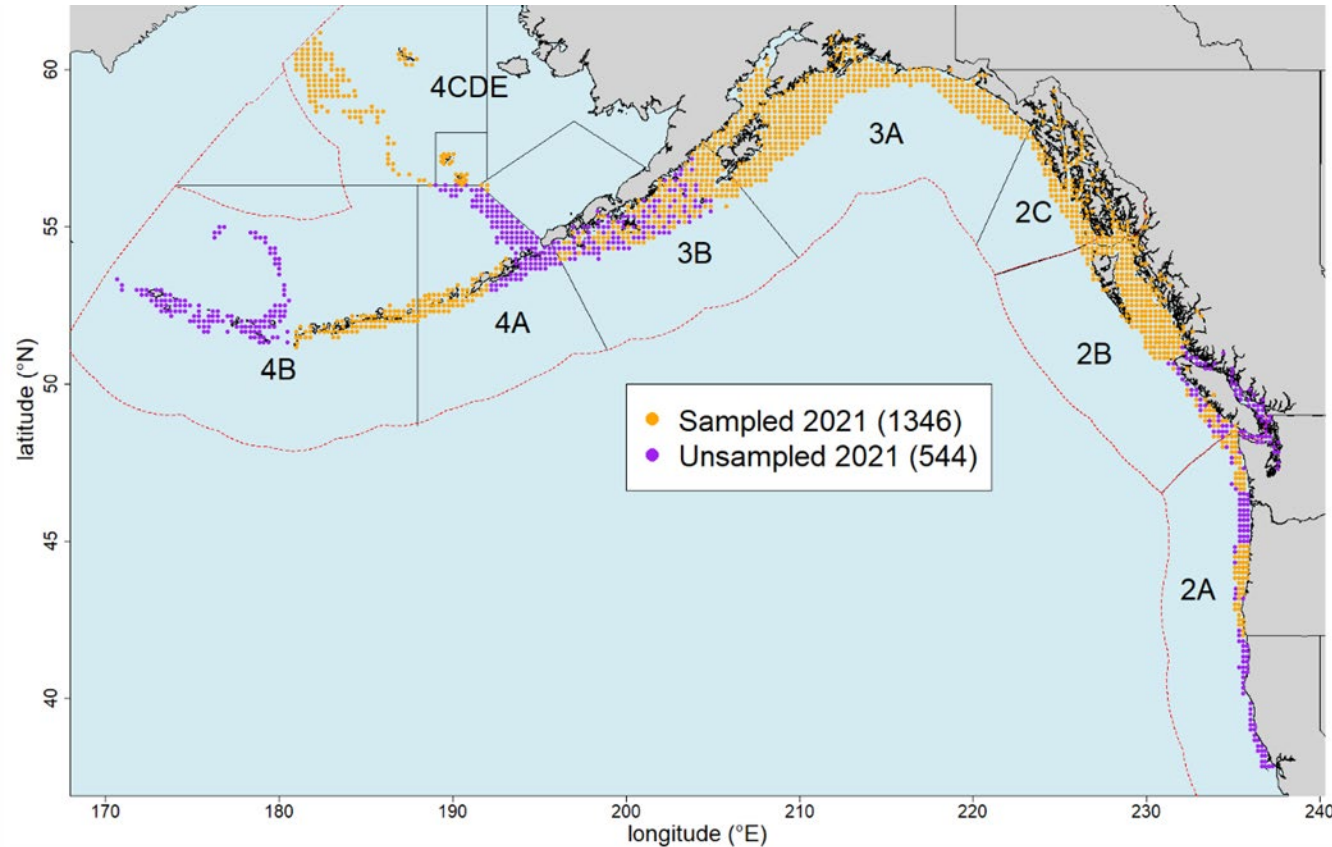 60
55
50
45
40
latitude (°N)
4CDE
3A
2C
3B
4A
2B
4B
Sampled 2021 (1346)
Unsampled 2021 (544)
2A
170
180
190
200
210
220
230
240
longitude (°E)